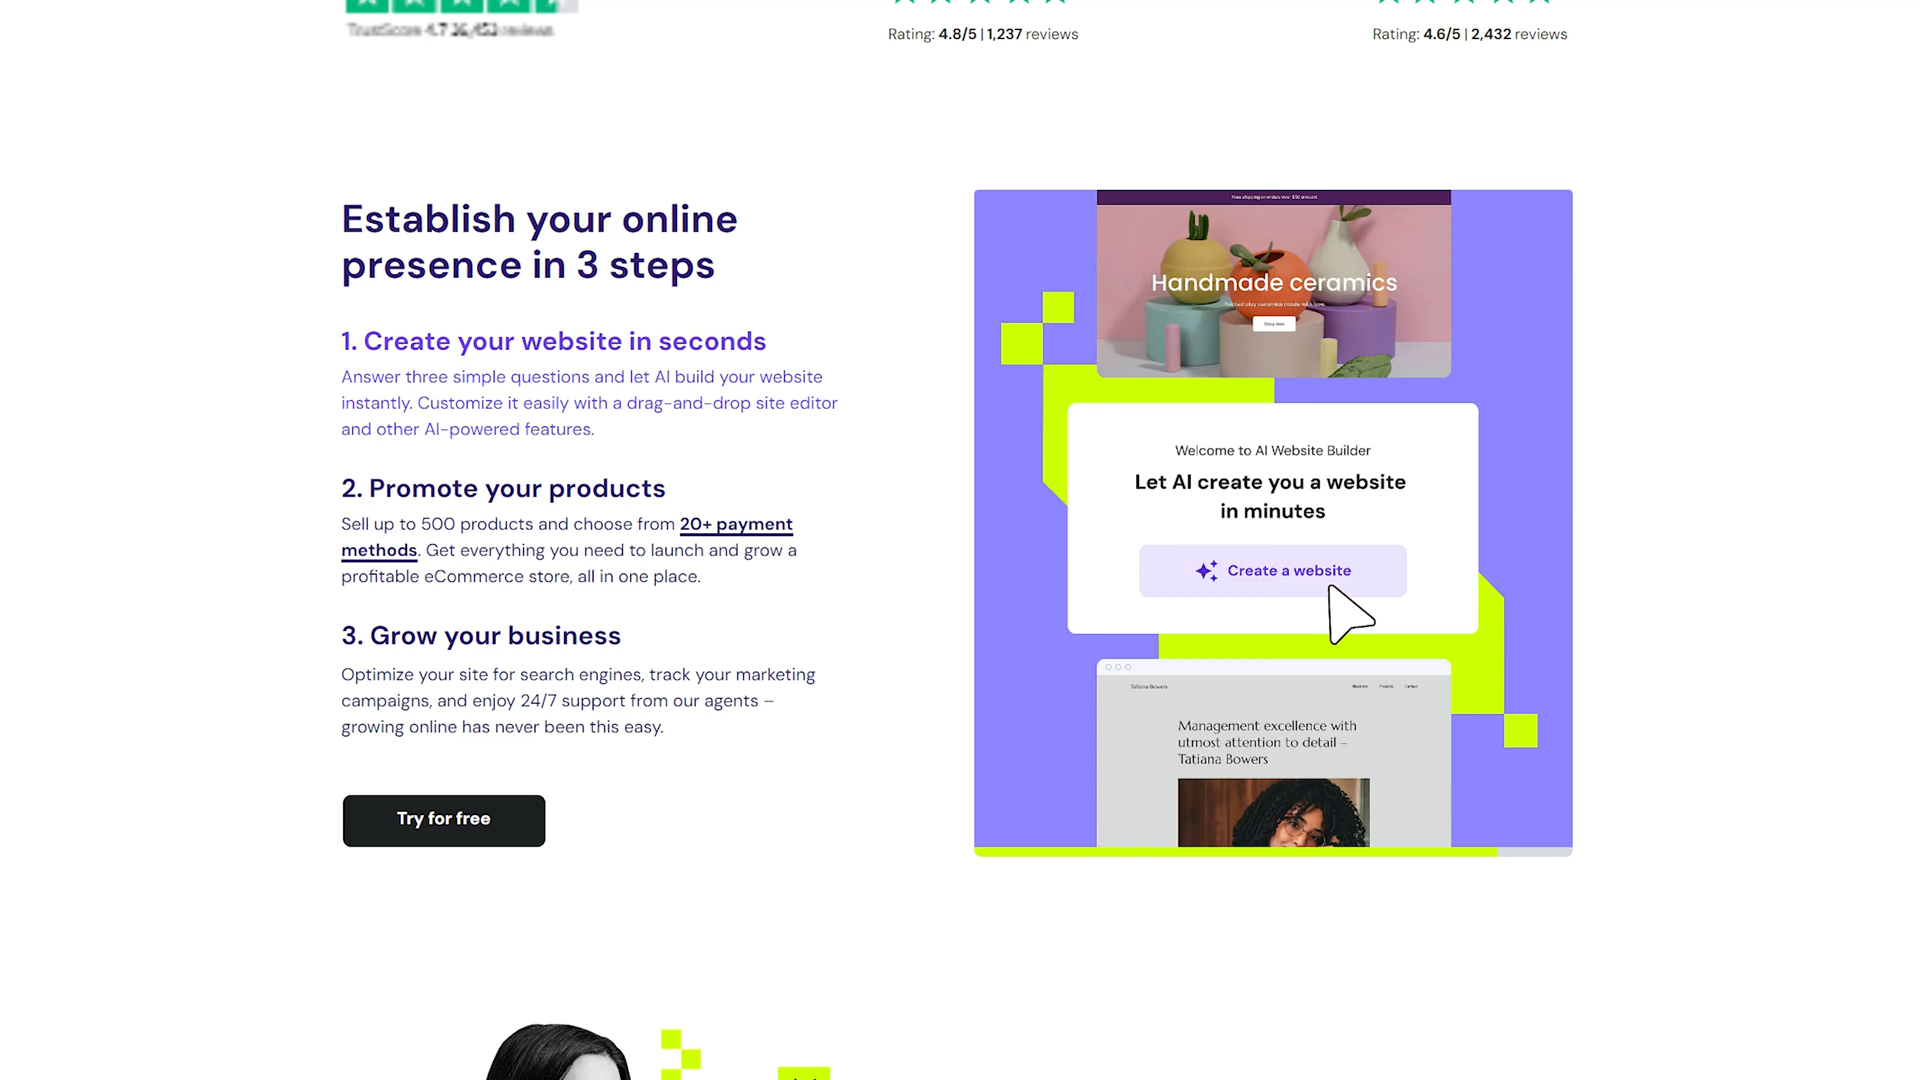 Rating: 4.8/5 | 1,237 reviews
Rating: 4.6/5 | 2,432 reviews
Establish your online
presence in 3 steps
1. Create your website in seconds
Answer three simple questions and let AI build your website
instantly. Customize it easily with a drag-and-drop site editor
and other AI-powered features.
2. Promote your products
Sell up to 500 products and choose from 20+ payment
methods. Get everything you need to launch and grow a
profitable eCommerce store, all in one place.
3. Grow your business
Optimize your site for search engines, track your marketing
campaigns, and enjoy 24/7 support from our agents –
growing online has never been this easy.
Try for free
Handmade ceramics
Shop now
Welcome to AI Website Builder
Let AI create you a website
in minutes
Create a website
Tatiana Bowers
Projects
Contact
Management excellence with
utmost attention to detail –
Tatiana Bowers